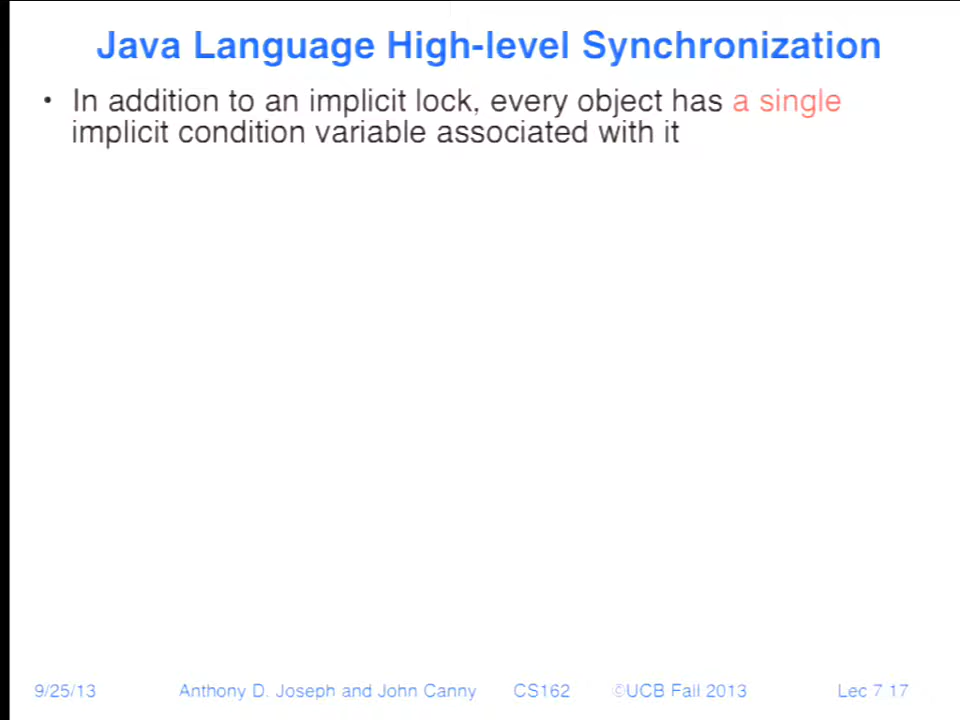 Java Language High-level Synchronization
• In addition to an implicit lock, every object has a single
implicit condition variable associated with it
9/25/13 Anthony D. Joseph and John Canny CS162 ©UCB Fall 2013 Lec 7 17